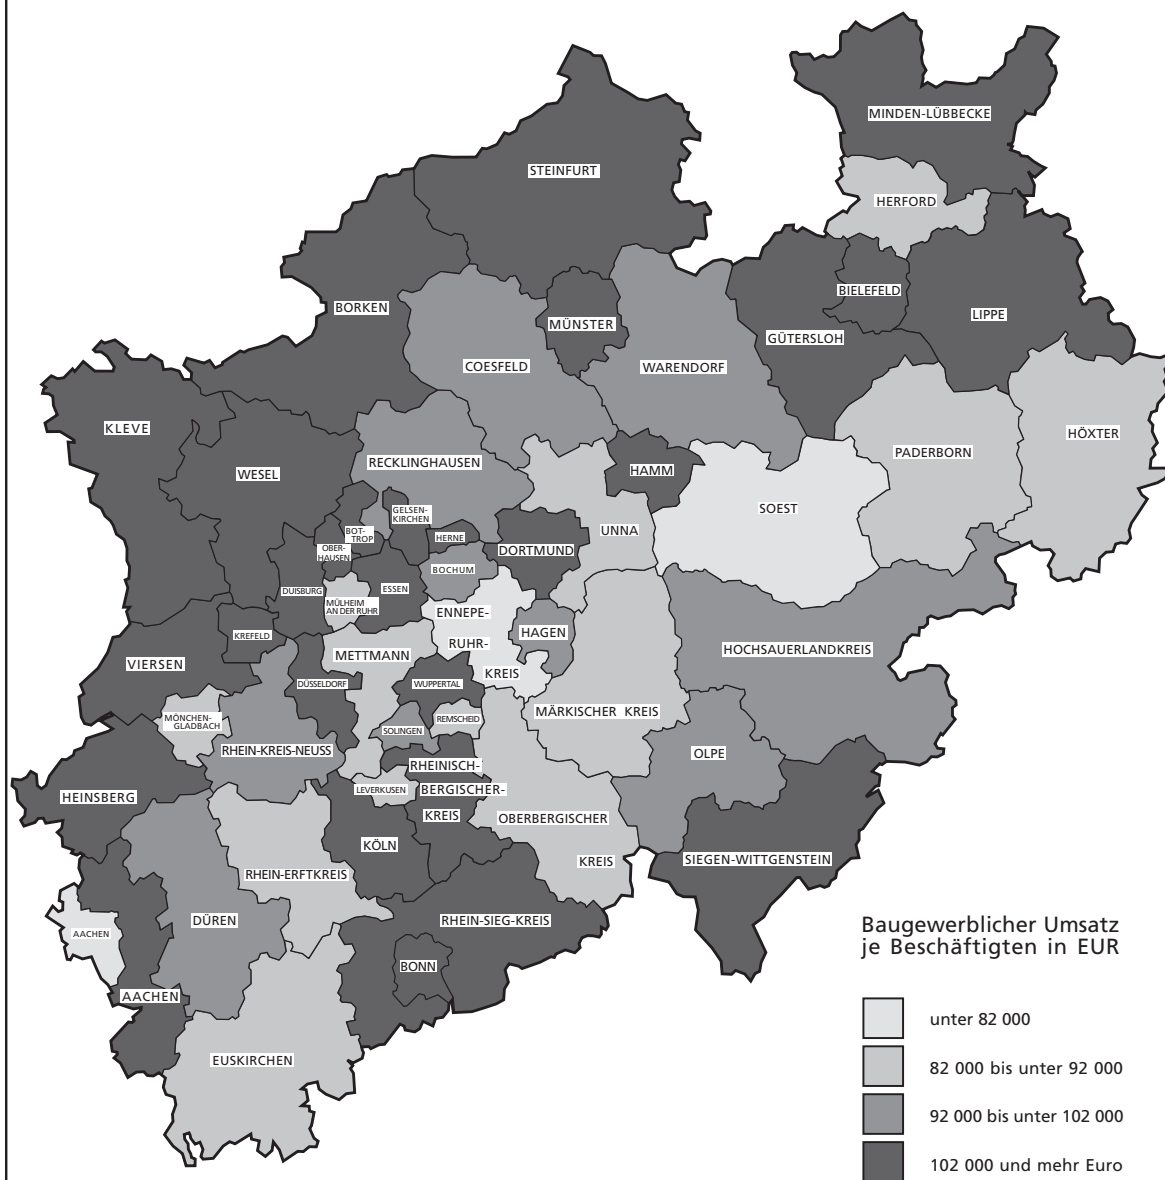 MINDEN-LÜBBECKE
STEINFURT
HERFORD
BIELEFELD
BORKEN
LIPPE
MÜNSTER
GÜTERSLOH
COESFELD
WARENDORF
KLEVE
HÖXTER
PADERBORN
RECKLINGHAUSEN
HAMM
WESEL
SOEST
GELSEN-
KIRCHEN
UNNA
BOT-
TROP
HERNE
OBER-
HAUSEN
DORTMUND
BOCHUM
DUISBURG
ESSEN
MÜLHEIM
AN DER RUHR
ENNEPE-
RUHR-
KREIS
HAGEN
KREFELD
HOCHSAUERLANDKREIS
METTMANN
VIERSEN
DÜSSELDORF
WUPPERTAL
MÄRKISCHER KREIS
MÖNCHEN-
GLADBACH
REMSCHEID
SOLINGEN
RHEIN-KREIS-NEUSS
OLPE
RHEINISCH-
BERGISCHER-
KREIS
LEVERKUSEN
HEINSBERG
OBERBERGISCHER
KREIS
KÖLN
SIEGEN-WITTGENSTEIN
RHEIN-ERFTKREIS
DÜREN
RHEIN-SIEG-KREIS
AACHEN
BONN
AACHEN
EUSKIRCHEN
Baugewerblicher Umsatz
je Beschäftigten in EUR
unter 82 000
82 000 bis unter 92 000
92 000 bis unter 102 000
102 000 und mehr Euro